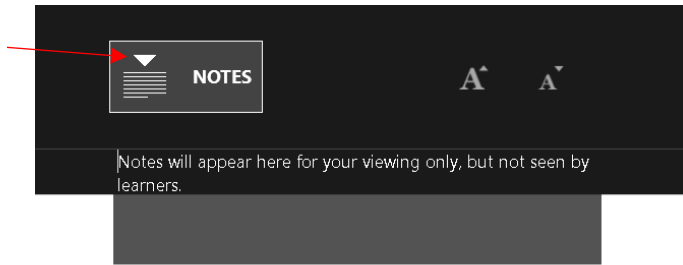 NOTES
A A
Notes will appear here for your viewing only, but not seen by
learners.